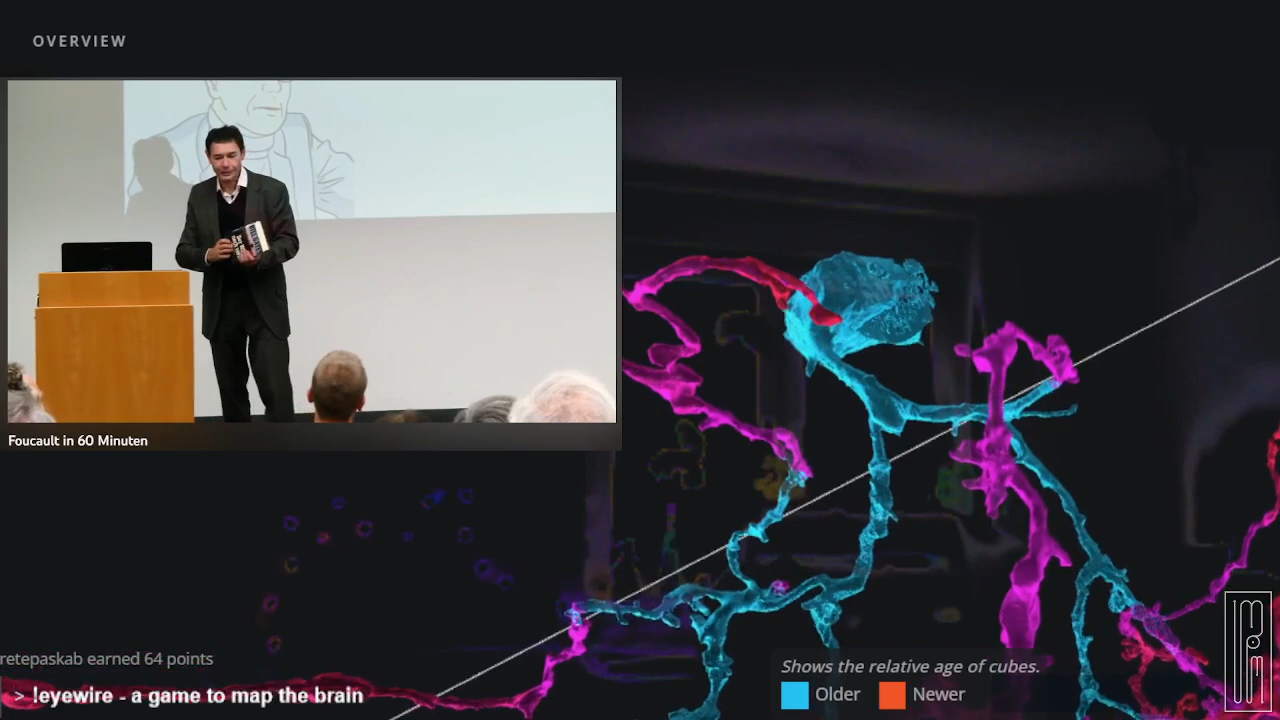 OVERVIEW
Foucault in 60 Minuten
retepaskab earned 64 points
> !eyewire - a game to map the brain
Shows the relative age of cubes.
Older
Newer